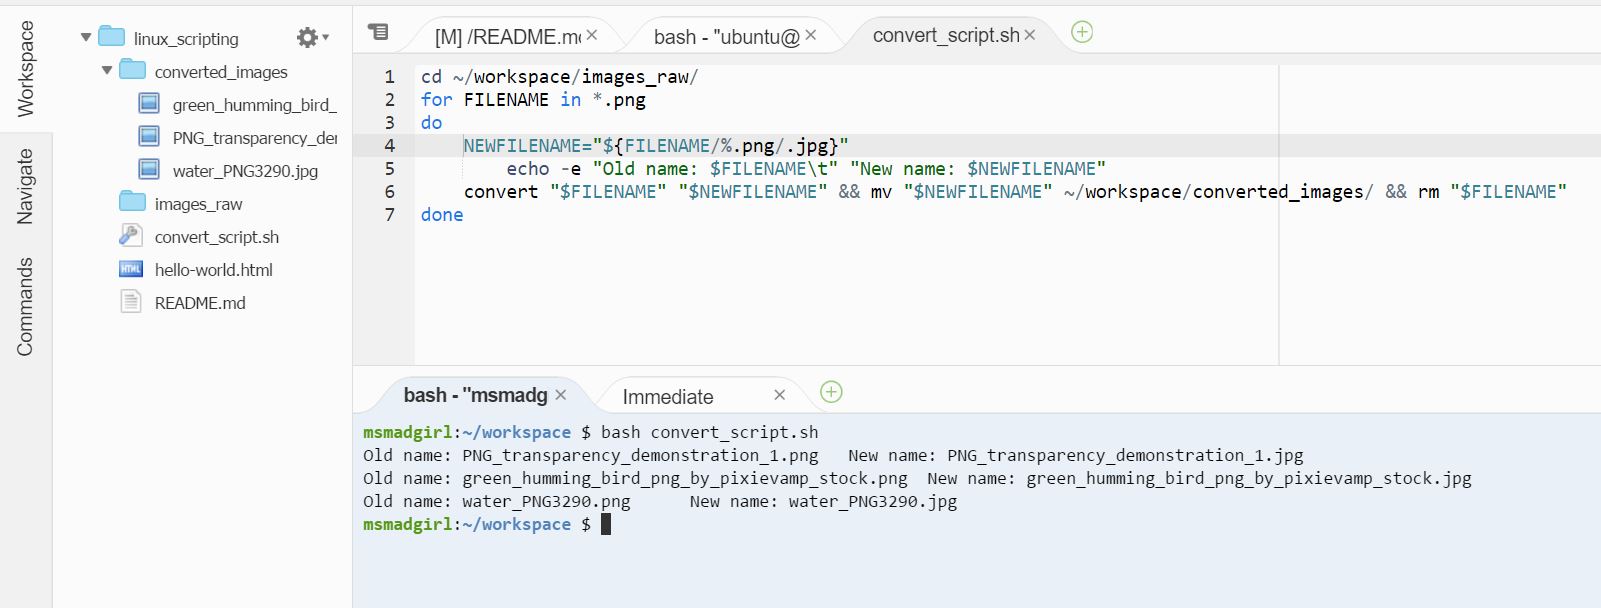 Workspace
Navigate
Commands
linux_scripting
converted_images
green_humming_bird_
PNG_transparency_der
water_PNG3290.jpg
images_raw
convert_script.sh
HTML hello-world.html
README.md
[M] /README.m × bash - "ubuntu@ × convert_script.sh ×
1 cd ~/workspace/images_raw/
2 for FILENAME in *.png
3 do
4 NEWFILENAME="${FILENAME/%.png/.jpg}"
5 echo -e "Old name: $FILENAME\t" "New name: $NEWFILENAME"
6 convert "$FILENAME" "$NEWFILENAME" && mv "$NEWFILENAME" ~/workspace/converted_images/ && rm "$FILENAME"
7 done
bash - "msmadg × Immediate ×
msmadgirl:~/workspace $ bash convert_script.sh
Old name: PNG_transparency_demonstration_1.png New name: PNG_transparency_demonstration_1.jpg
Old name: green_humming_bird_png_by_pixievamp_stock.png New name: green_humming_bird_png_by_pixievamp_stock.jpg
Old name: water_PNG3290.png New name: water_PNG3290.jpg
msmadgirl:~/workspace $